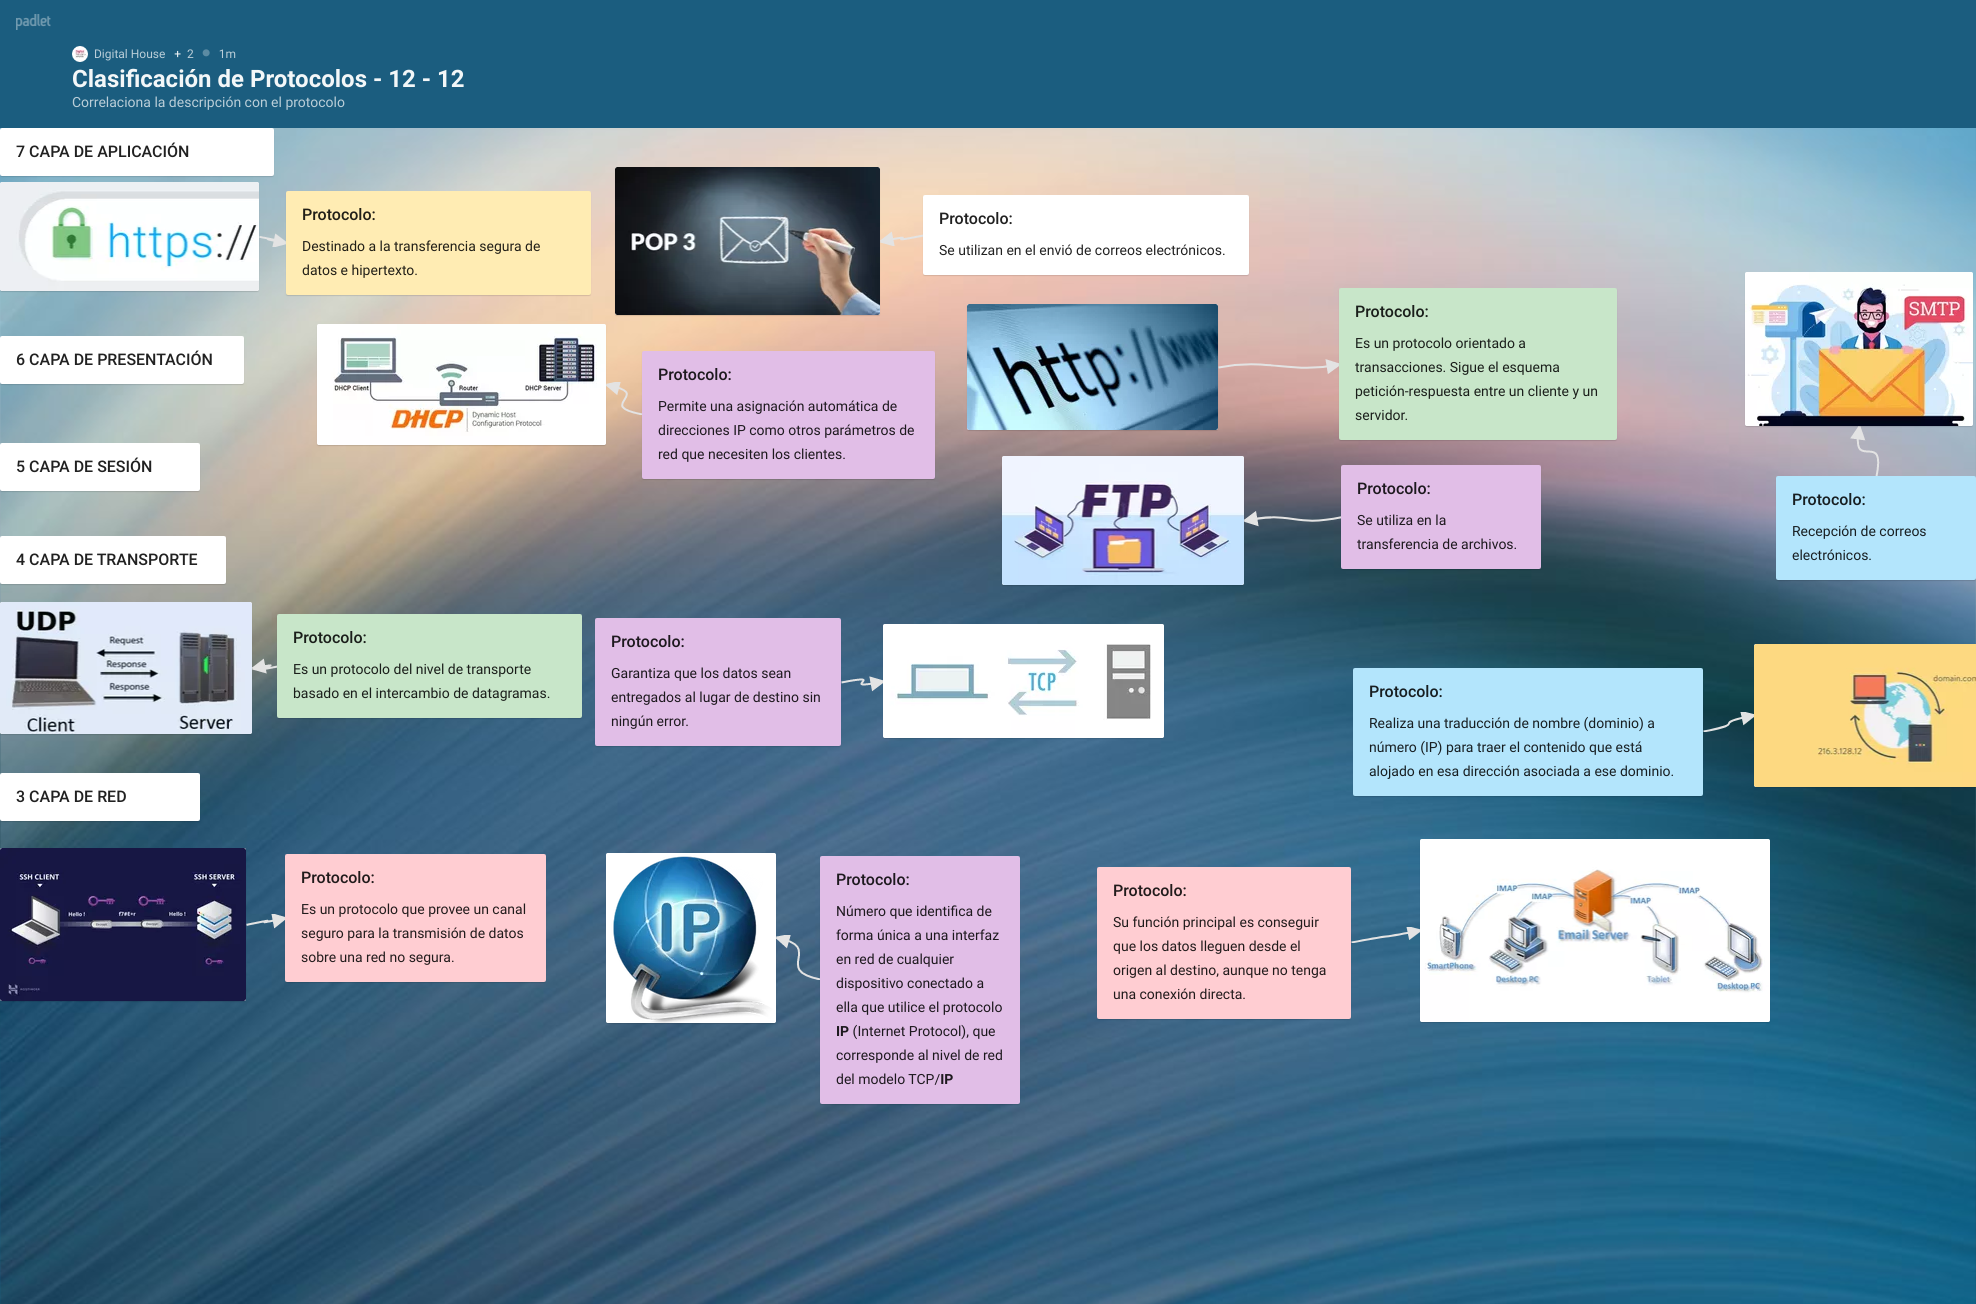 padlet
Digital House + 2 1m
Clasificación de Protocolos - 12 - 12
Correlaciona la descripción con el protocolo
7 CAPA DE APLICACIÓN
https://
Protocolo:
Destinado a la transferencia segura de
datos e hipertexto.
POP 3
Protocolo:
Se utilizan en el envió de correos electrónicos.
6 CAPA DE PRESENTACIÓN
DHCP Client
Router
DHCP Server
DHCP
Dynamic Host
Configuration Protocol
Protocolo:
Permite una asignación automática de
direcciones IP como otros parámetros de
red que necesiten los clientes.
http://www
Protocolo:
Es un protocolo orientado a
transacciones. Sigue el esquema
petición-respuesta entre un cliente y un
servidor.
SMTP
5 CAPA DE SESIÓN
FTP
Protocolo:
Se utiliza en la
transferencia de archivos.
Protocolo:
Recepción de correos
electrónicos.
4 CAPA DE TRANSPORTE
UDP
Request
Response
Response
Client
Server
Protocolo:
Es un protocolo del nivel de transporte
basado en el intercambio de datagramas.
Protocolo:
Garantiza que los datos sean
entregados al lugar de destino sin
ningún error.
TCP
Protocolo:
Realiza una traducción de nombre (dominio) a
número (IP) para traer el contenido que está
alojado en esa dirección asociada a ese dominio.
domain.com
216.3.128.12
3 CAPA DE RED
SSH CLIENT
SSH SERVER
Hello !
Hello !
Protocolo:
Es un protocolo que provee un canal
seguro para la transmisión de datos
sobre una red no segura.
IP
Protocolo:
Número que identifica de
forma única a una interfaz
en red de cualquier
dispositivo conectado a
ella que utilice el protocolo
IP (Internet Protocol), que
corresponde al nivel de red
del modelo TCP/IP
Protocolo:
Su función principal es conseguir
que los datos lleguen desde el
origen al destino, aunque no tenga
una conexión directa.
IMAP
IMAP
IMAP
IMAP
Email Server
SmartPhone
Desktop PC
Tablet
Desktop PC